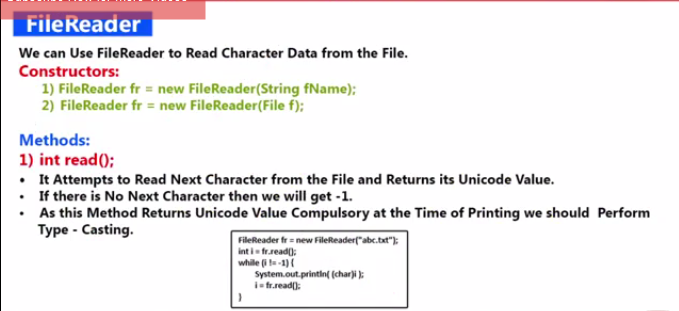 FileReader
We can Use FileReader to Read Character Data from the File.
Constructors:
1) FileReader fr = new FileReader(String fName);
2) FileReader fr = new FileReader(File f);
Methods:
1) int read();
• It Attempts to Read Next Character from the File and Returns its Unicode Value.
• If there is No Next Character then we will get -1.
• As this Method Returns Unicode Value Compulsory at the Time of Printing we should Perform
Type - Casting.
FileReader fr = new FileReader("abc.txt");
int i = fr.read();
while (i != -1) {
System.out.println( (char)i );
i = fr.read();
}